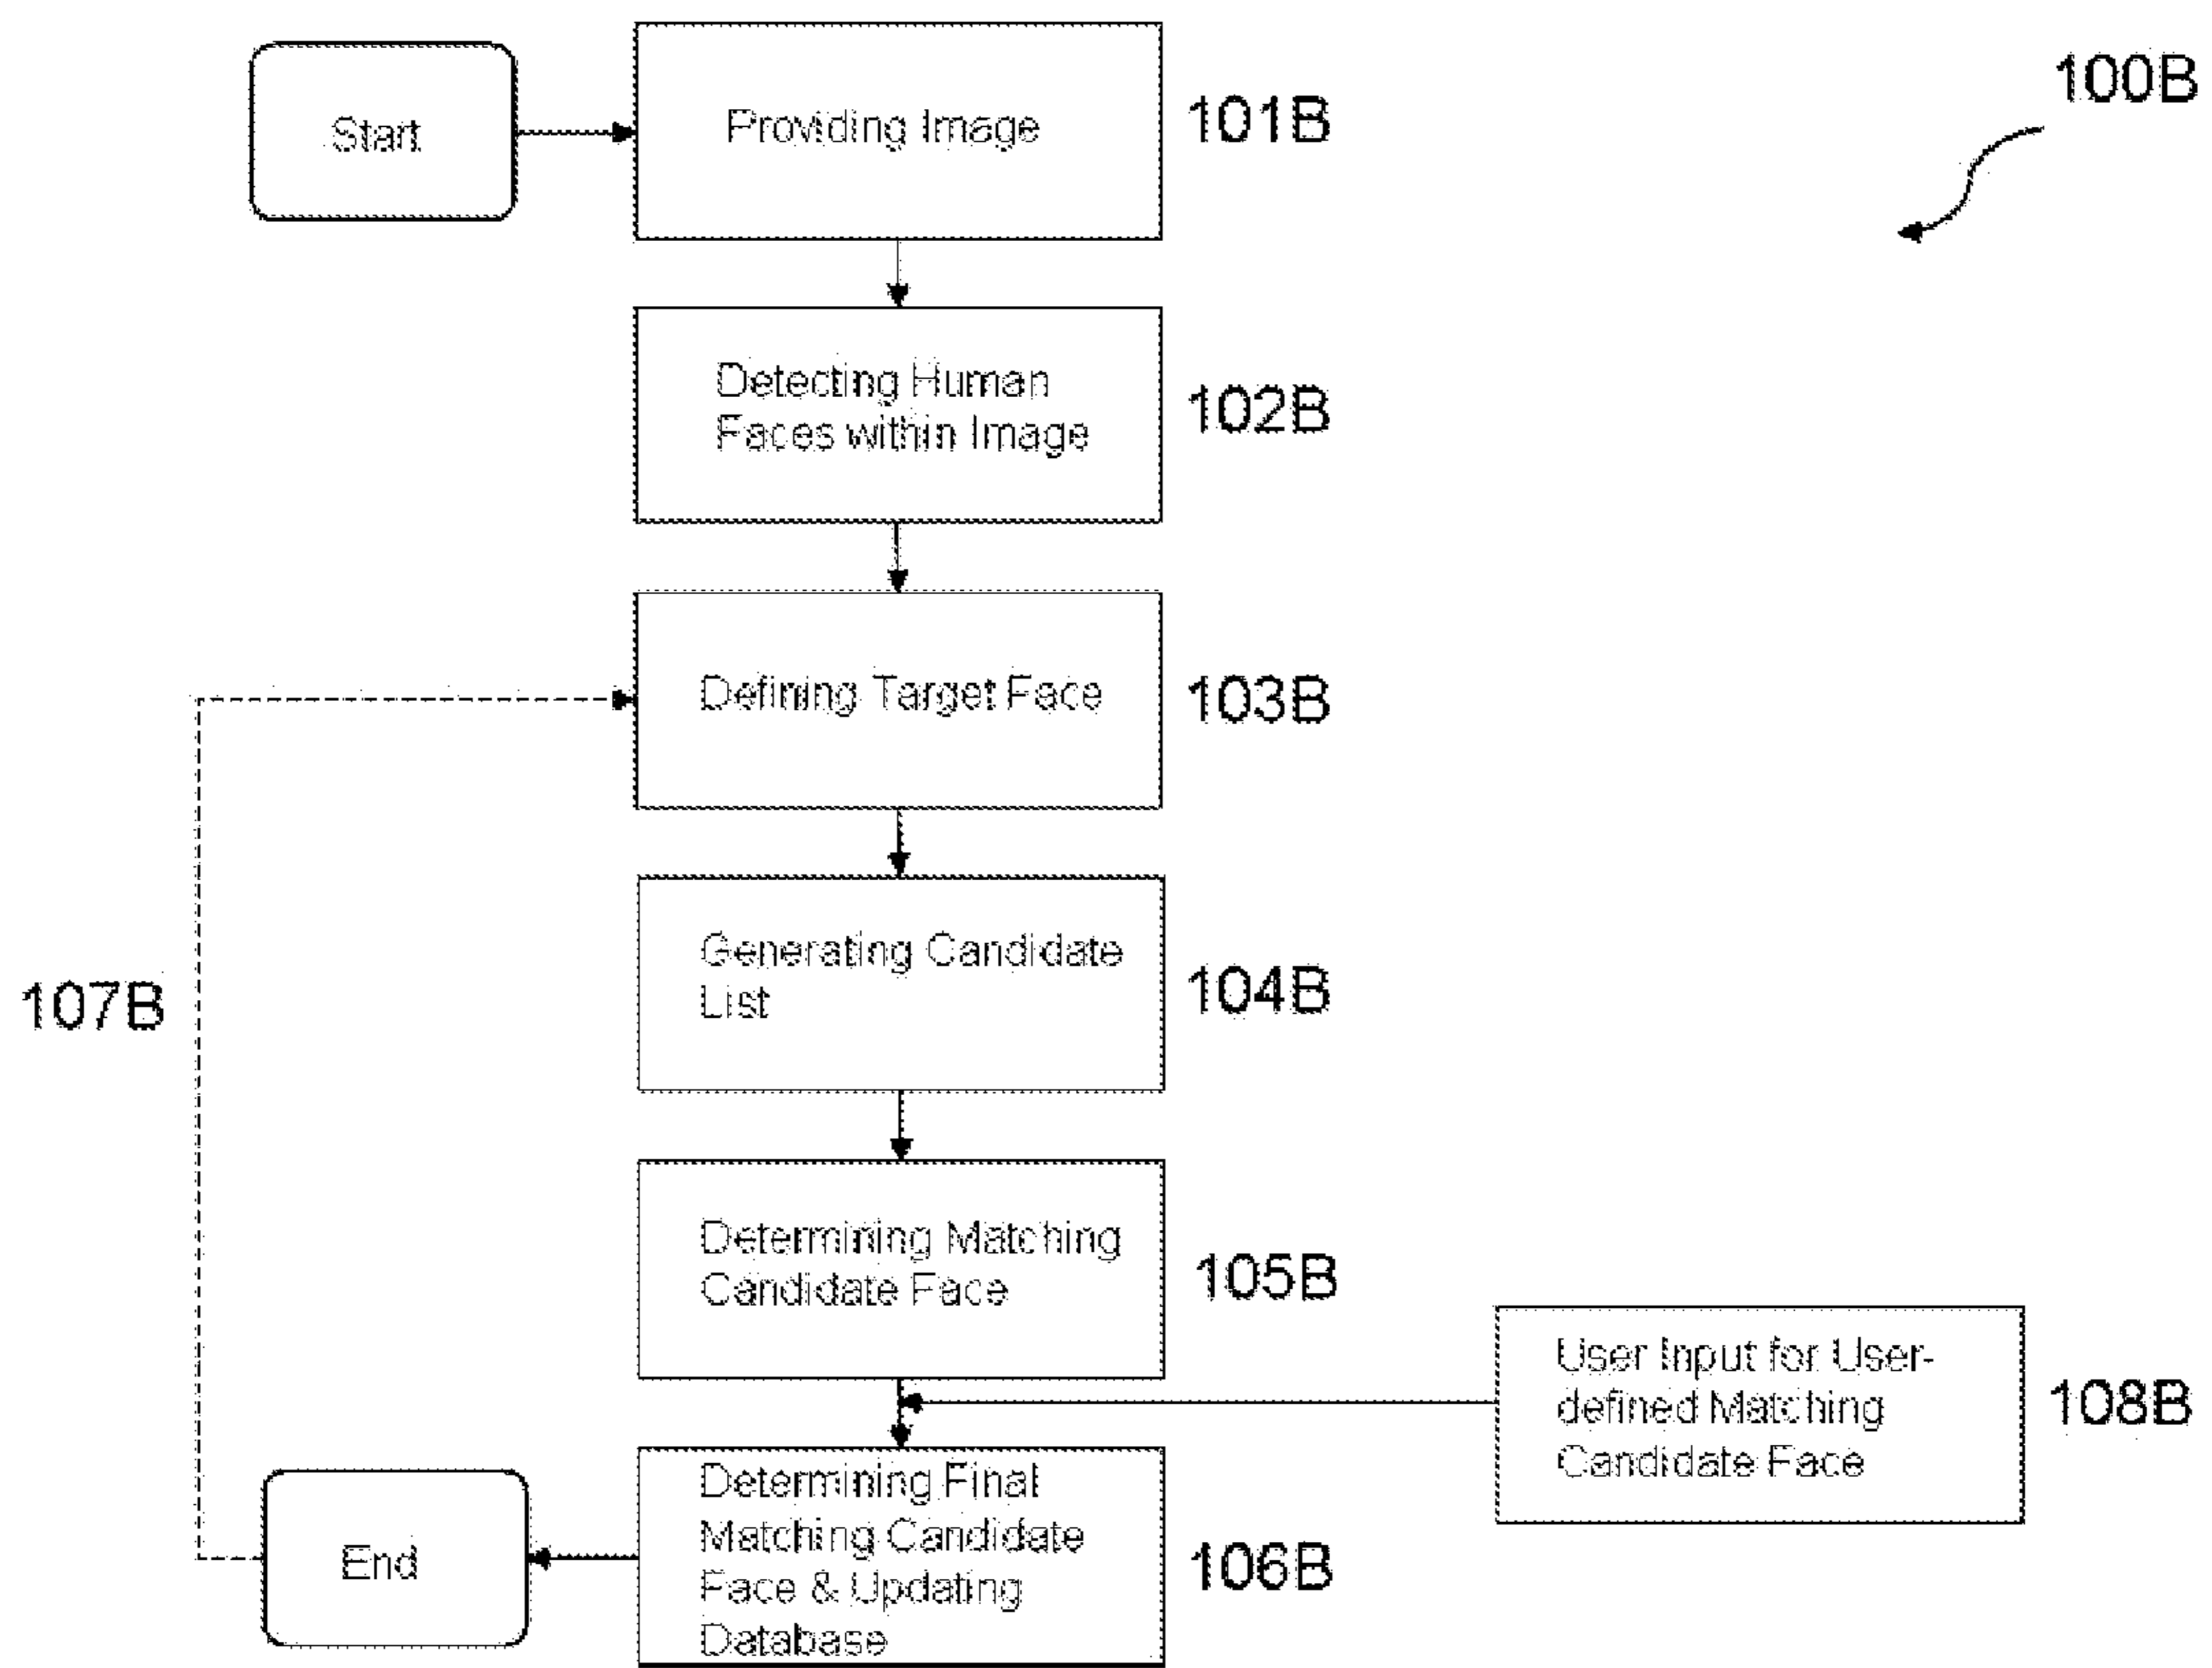 100B
Start
Providing Image
101B
Detecting Human
Faces within Image
102B
Defining Target Face
103B
Generating Candidate
List
104B
107B
Determining Matching
Candidate Face
105B
User Input for User-
defined Matching
Candidate Face
108B
Determining Final
Matching Candidate
Face & Updating
Database
106B
End